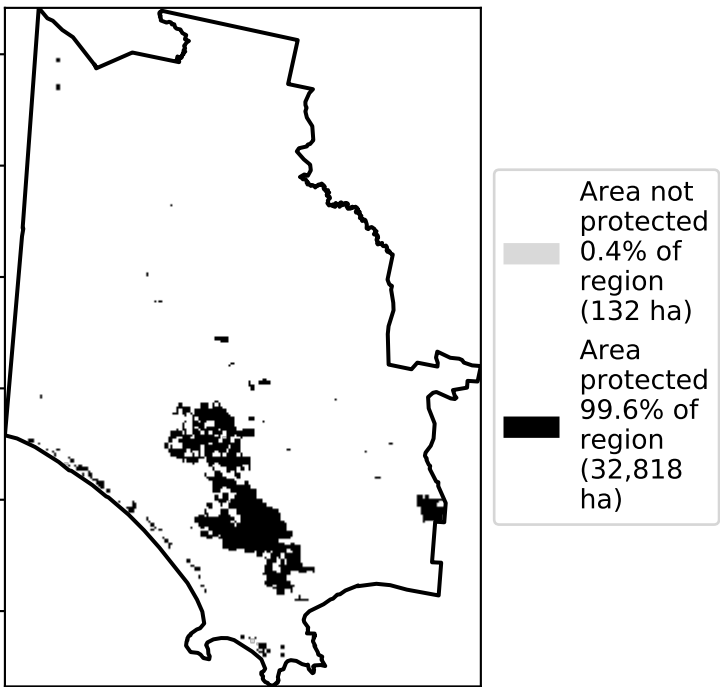 Area not
protected
0.4% of
region
(132 ha)
Area
protected
99.6% of
region
(32,818
ha)